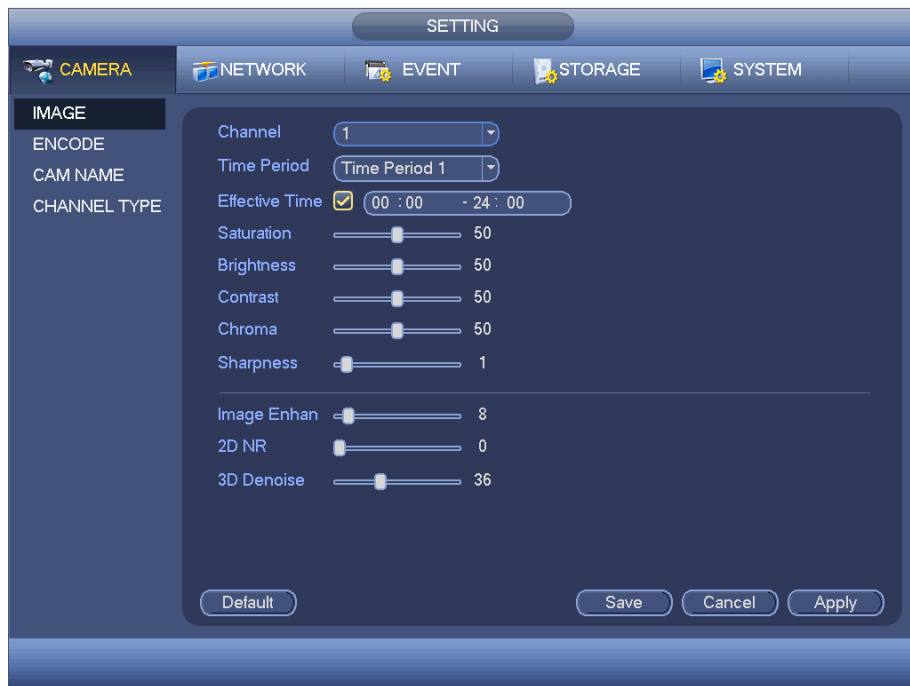 SETTING
CAMERA NETWORK EVENT STORAGE SYSTEM
IMAGE
ENCODE
CAM NAME
CHANNEL TYPE
Channel 1
Time Period Time Period 1
Effective Time 00 : 00 - 24 : 00
Saturation 50
Brightness 50
Contrast 50
Chroma 50
Sharpness 1
Image Enhan 8
2D NR 0
3D Denoise 36
Default Save Cancel Apply